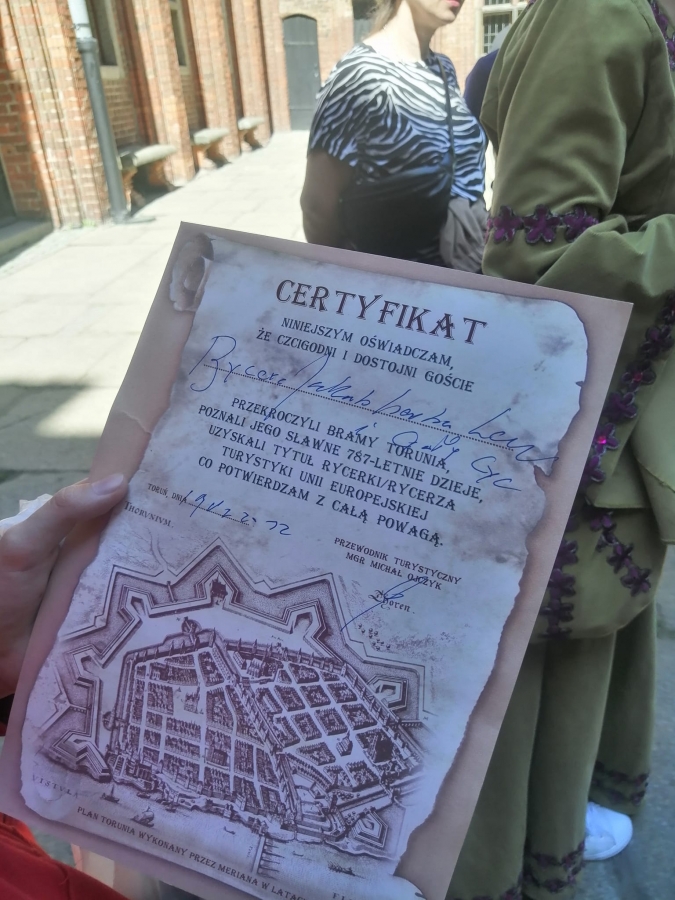 CERTYFIKAT
NINIEJSZYM OŚWIADCZAM,
ŻE CZCIGODNI I DOSTOJNI GOŚCIE
PRZEKROCZYLI BRAMY TORUNIA,
POZNALI JEGO SŁAWNE 787-LETNIE DZIEJE,
UZYSKALI TYTUŁ RYCERKI/RYCERZA
TURYSTYKI UNII EUROPEJSKIEJ
CO POTWIERDZAM Z CAŁĄ POWAGĄ.
TORUŃ, DNIA
THORUNIUM
PRZEWODNIK TURYSTYCZNY
MGR MICHAŁ OJCZYK
PLAN TORUNIA WYKONANY PRZEZ MERIANA W LATACH